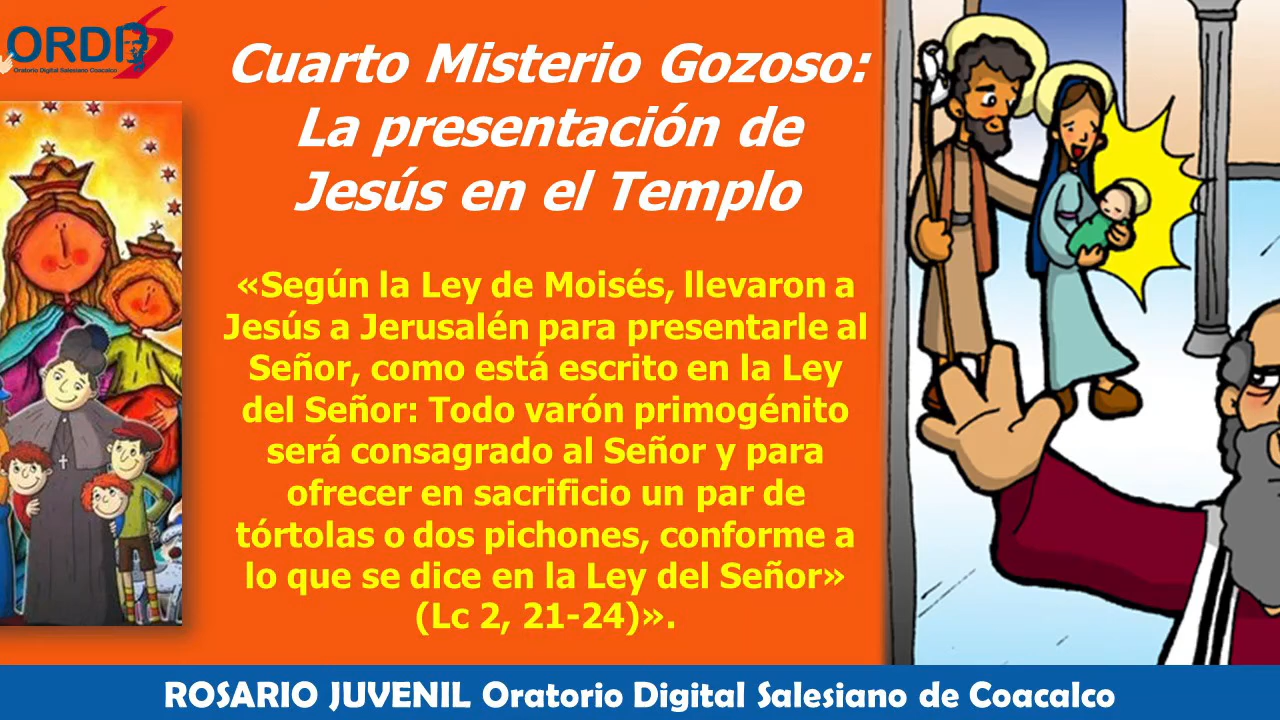 ORDIS
Oratorio Digital Salesiano Coacalco
Cuarto Misterio Gozoso:
La presentación de
Jesús en el Templo
«Según la Ley de Moisés, llevaron a
Jesús a Jerusalén para presentarle al
Señor, como está escrito en la Ley
del Señor: Todo varón primogénito
será consagrado al Señor y para
ofrecer en sacrificio un par de
tórtolas o dos pichones, conforme a
lo que se dice en la Ley del Señor»
(Lc 2, 21-24)».
ROSARIO JUVENIL Oratorio Digital Salesiano de Coacalco